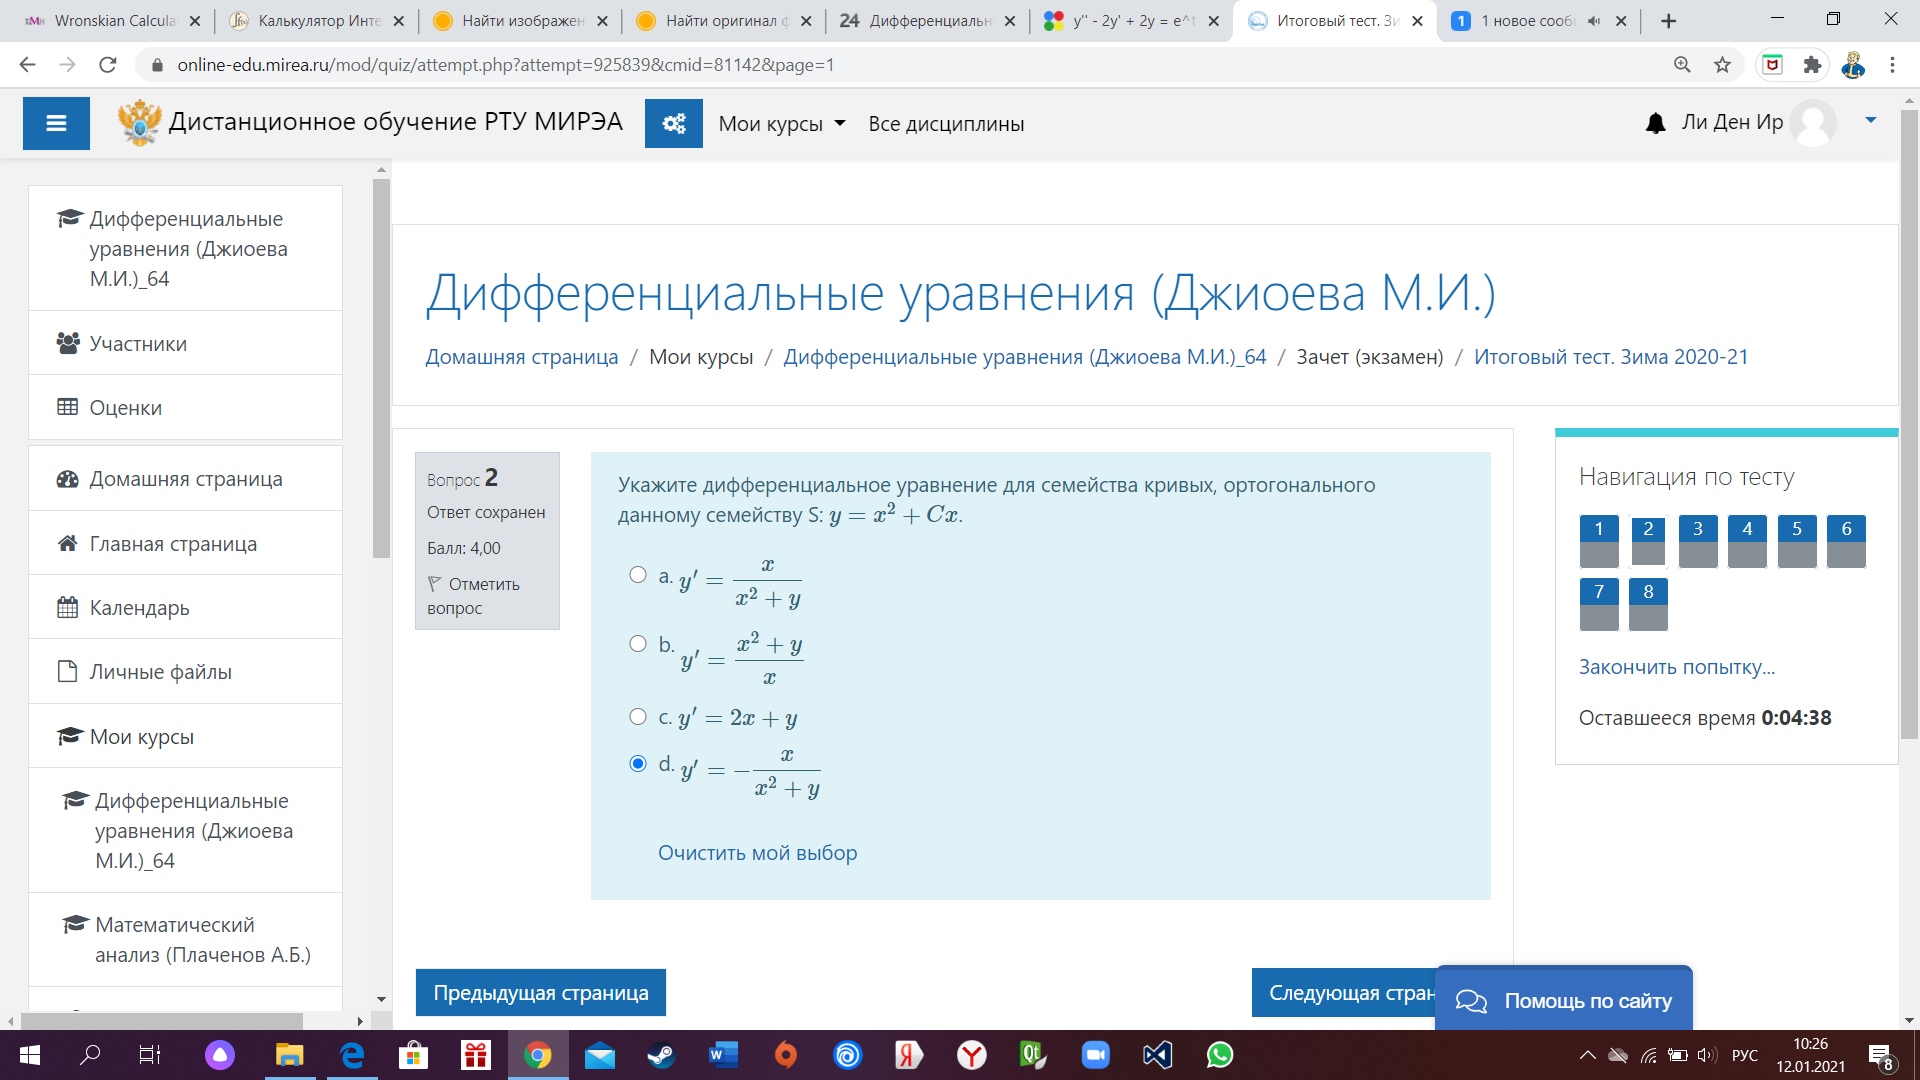 Wronskian Calcula
Калькулятор Инте
Найти изображен
Найти оригинал ф
24 Дифференциальн
y'' - 2y' + 2y = e^t
Итоговый тест. Зи
1 1 новое сооб
online-edu.mirea.ru/mod/quiz/attempt.php?attempt=925839&cmid=81142&page=1
Дистанционное обучение РТУ МИРЭА
Мои курсы
Все дисциплины
Ли Ден Ир
Дифференциальные
уравнения (Джиоева
М.И.)_64
Участники
Оценки
Домашняя страница
Главная страница
Календарь
Личные файлы
Мои курсы
Дифференциальные
уравнения (Джиоева
М.И.)_64
Математический
анализ (Плаченов А.Б.)
Дифференциальные уравнения (Джиоева М.И.)
Домашняя страница / Мои курсы / Дифференциальные уравнения (Джиоева М.И.)_64 / Зачет (экзамен) / Итоговый тест. Зима 2020-21
Вопрос 2
Ответ сохранен
Балл: 4,00
Отметить
вопрос
Укажите дифференциальное уравнение для семейства кривых, ортогонального
данному семейству S: y = x² + Cx.
a. y′ = x / (x² + y)
b. y′ = (x² + y) / x
c. y′ = 2x + y
d. y′ = − x / (x² + y)
Очистить мой выбор
Предыдущая страница
Следующая стран
Навигация по тесту
1 2 3 4 5 6
7 8
Закончить попытку...
Оставшееся время 0:04:38
Помощь по сайту
РУС
10:26
12.01.2021
8